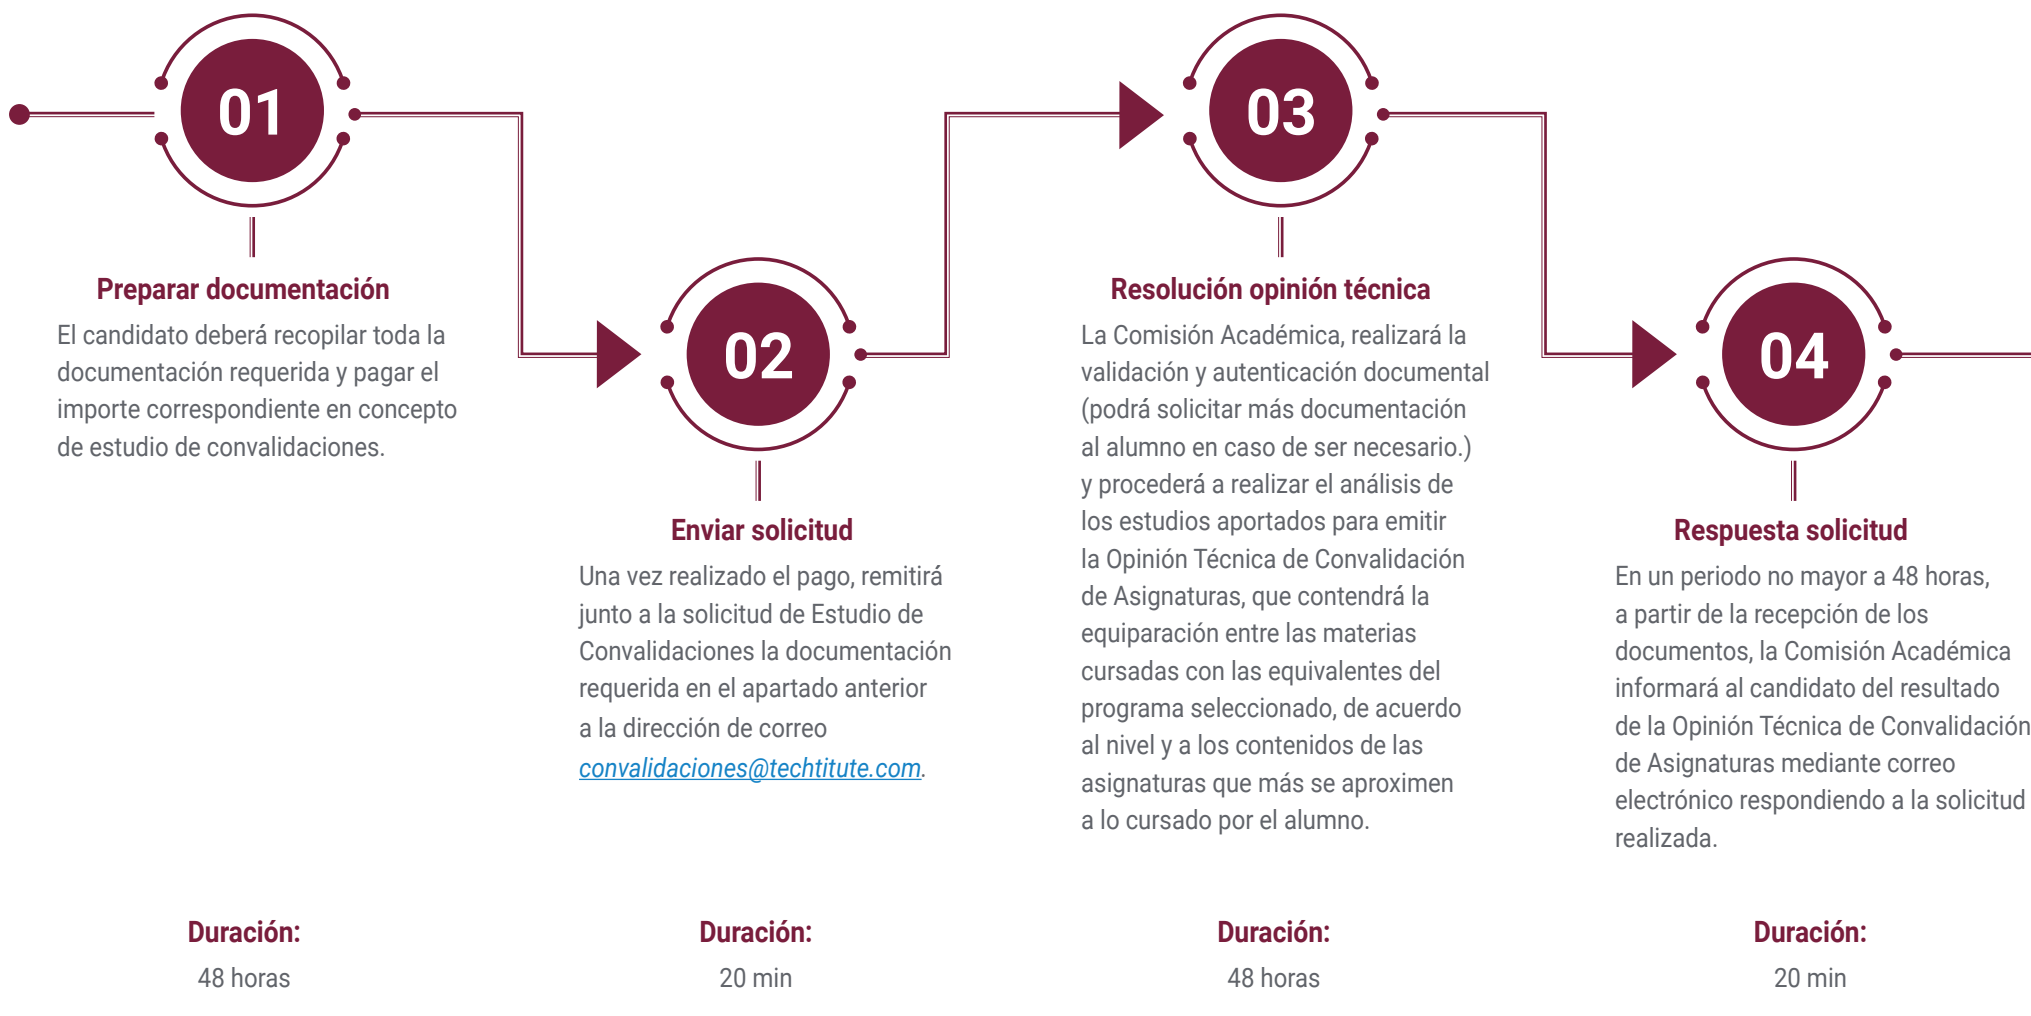 01
Preparar documentación
El candidato deberá recopilar toda la
documentación requerida y pagar el
importe correspondiente en concepto
de estudio de convalidaciones.
Duración:
48 horas
02
Enviar solicitud
Una vez realizado el pago, remitirá
junto a la solicitud de Estudio de
Convalidaciones la documentación
requerida en el apartado anterior
a la dirección de correo
convalidaciones@techtitute.com.
Duración:
20 min
03
Resolución opinión técnica
La Comisión Académica, realizará la
validación y autenticación documental
(podrá solicitar más documentación
al alumno en caso de ser necesario.)
y procederá a realizar el análisis de
los estudios aportados para emitir
la Opinión Técnica de Convalidación
de Asignaturas, que contendrá la
equiparación entre las materias
cursadas con las equivalentes del
programa seleccionado, de acuerdo
al nivel y a los contenidos de las
asignaturas que más se aproximen
a lo cursado por el alumno.
Duración:
48 horas
04
Respuesta solicitud
En un periodo no mayor a 48 horas,
a partir de la recepción de los
documentos, la Comisión Académica
informará al candidato del resultado
de la Opinión Técnica de Convalidación
de Asignaturas mediante correo
electrónico respondiendo a la solicitud
realizada.
Duración:
20 min